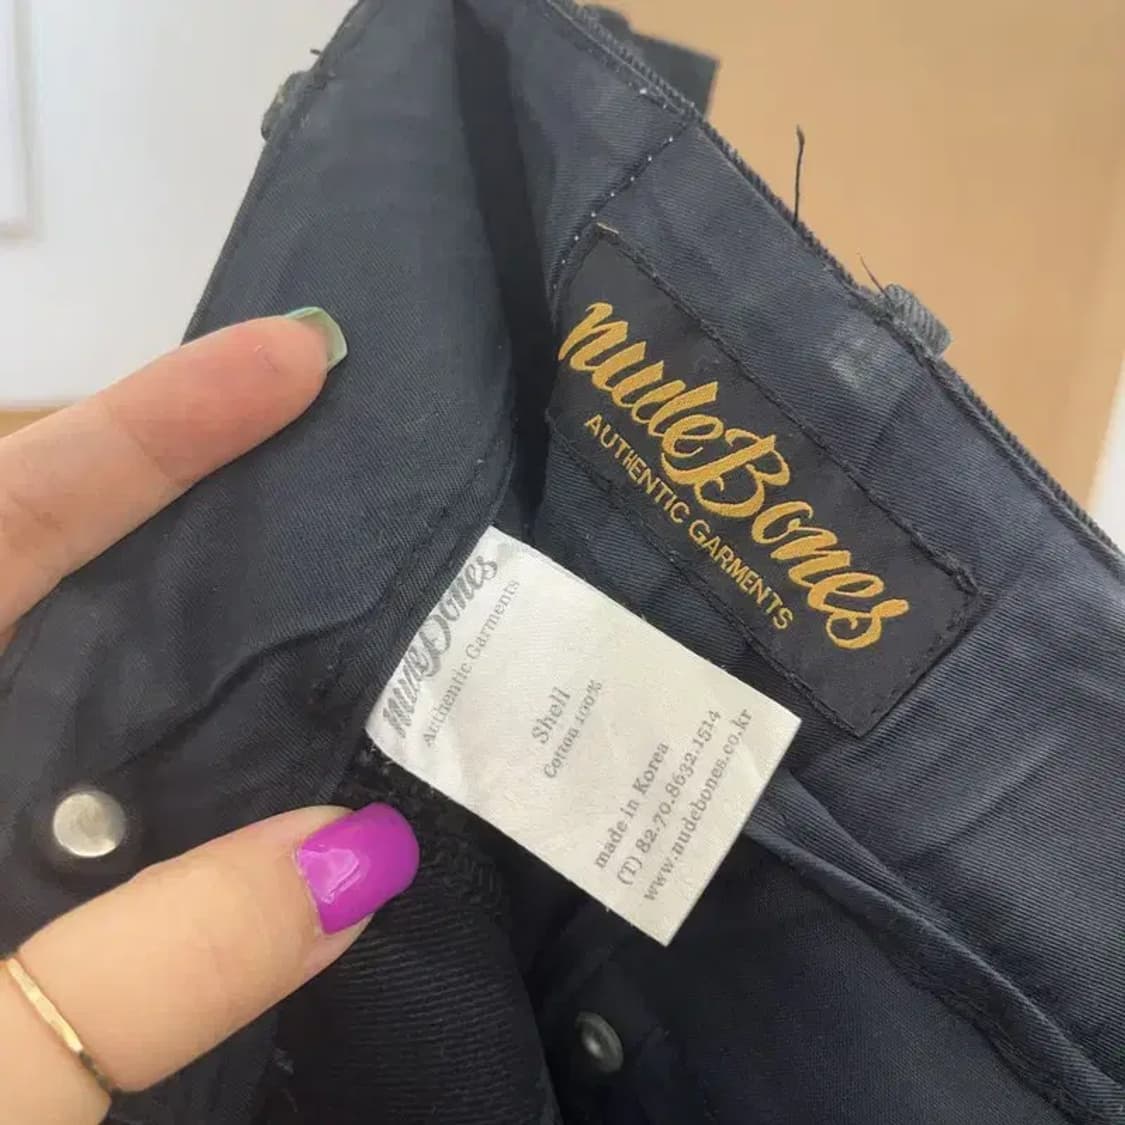 nudeBones
AUTHENTIC GARMENTS
nudeBones
Authentic Garments
Shell
Cotton 100%
made in Korea
(T) 82.70.8632.1514
www.nudebones.co.kr